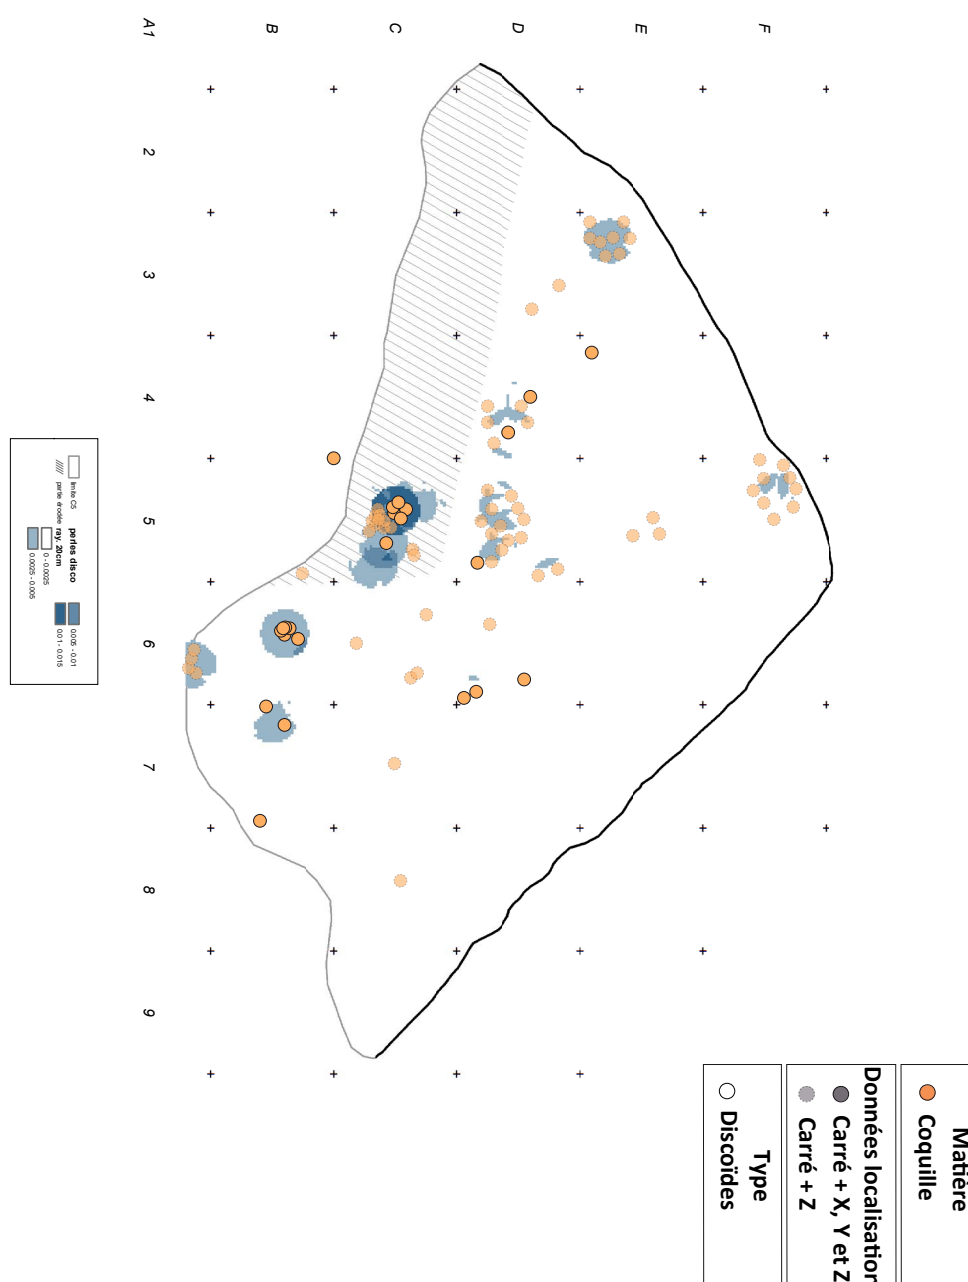 A1
B
C
D
E
F
2
3
4
5
6
7
8
9
Matière
Coquille
Données localisation
Carré + X, Y et Z
Carré + Z
Type
Discoïdes
limite C5
partie érodée
perles disco
ray. 20cm
0 - 0.0025
0.0025 - 0.005
0.005 - 0.01
0.01 - 0.015